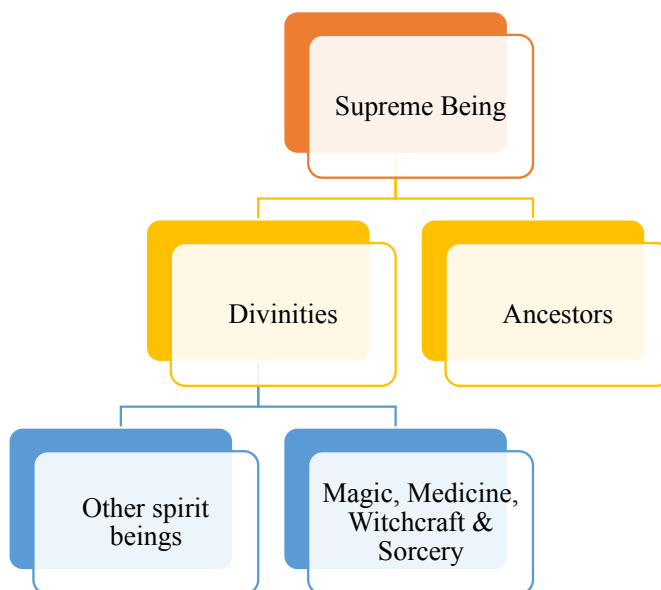 Supreme Being
Divinities
Ancestors
Other spirit
beings
Magic, Medicine,
Witchcraft &
Sorcery